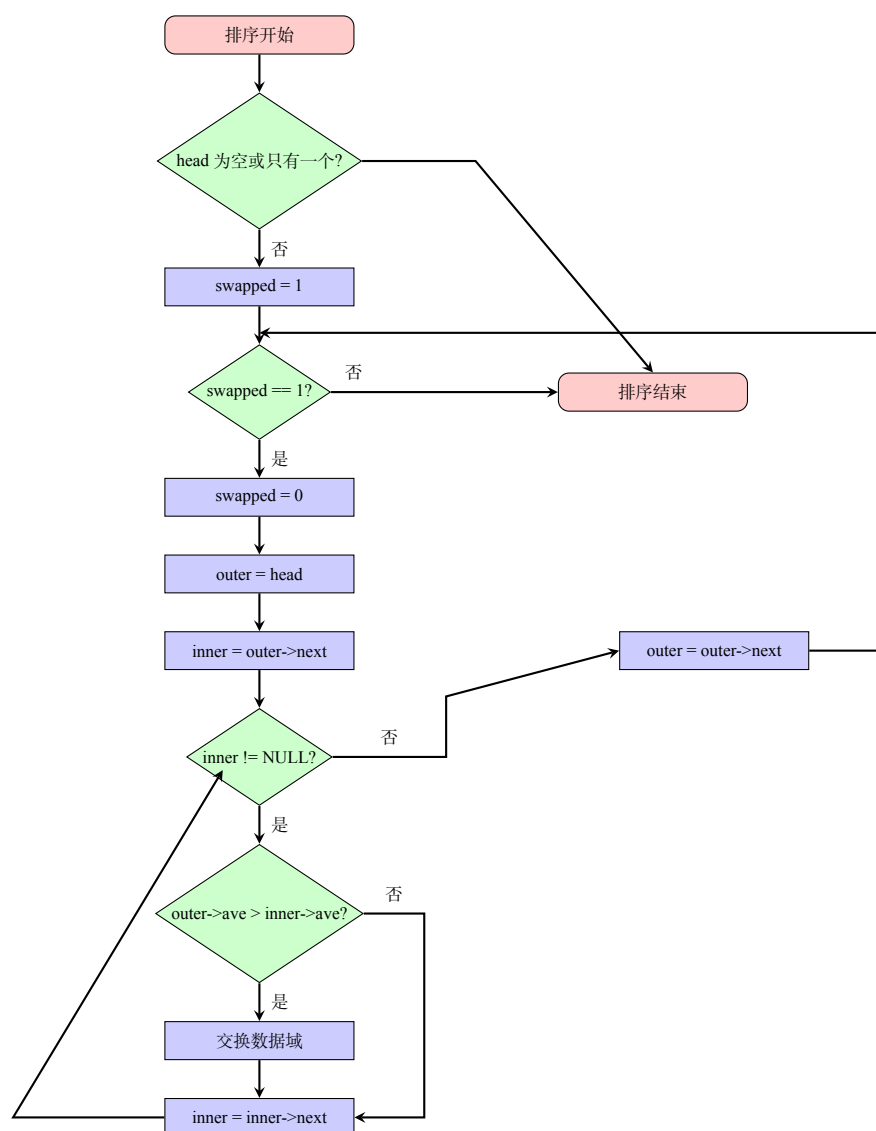 排序开始
head 为空或只有一个?
否
swapped = 1
swapped == 1?
否
排序结束
是
swapped = 0
outer = head
inner = outer->next
outer = outer->next
inner != NULL?
否
是
outer->ave > inner->ave?
否
是
交换数据域
inner = inner->next